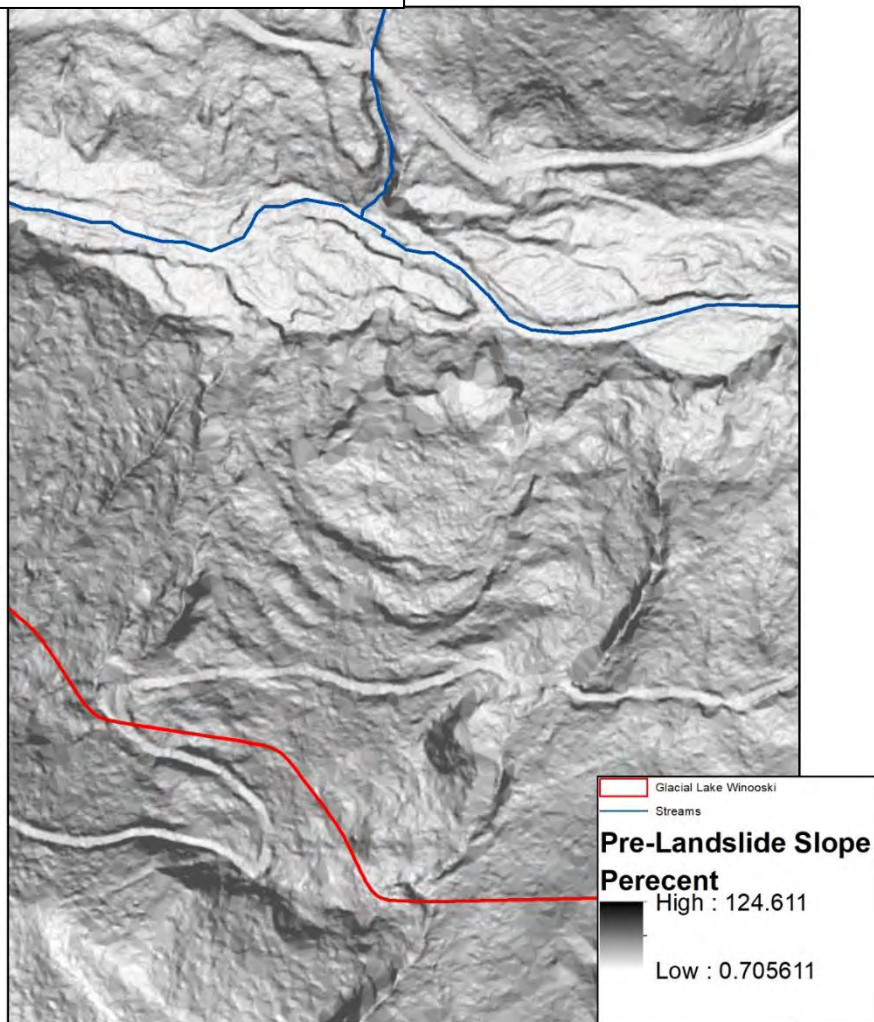 Glacial Lake Winooski
Streams
Pre-Landslide Slope
Perecent
High : 124.611
Low : 0.705611